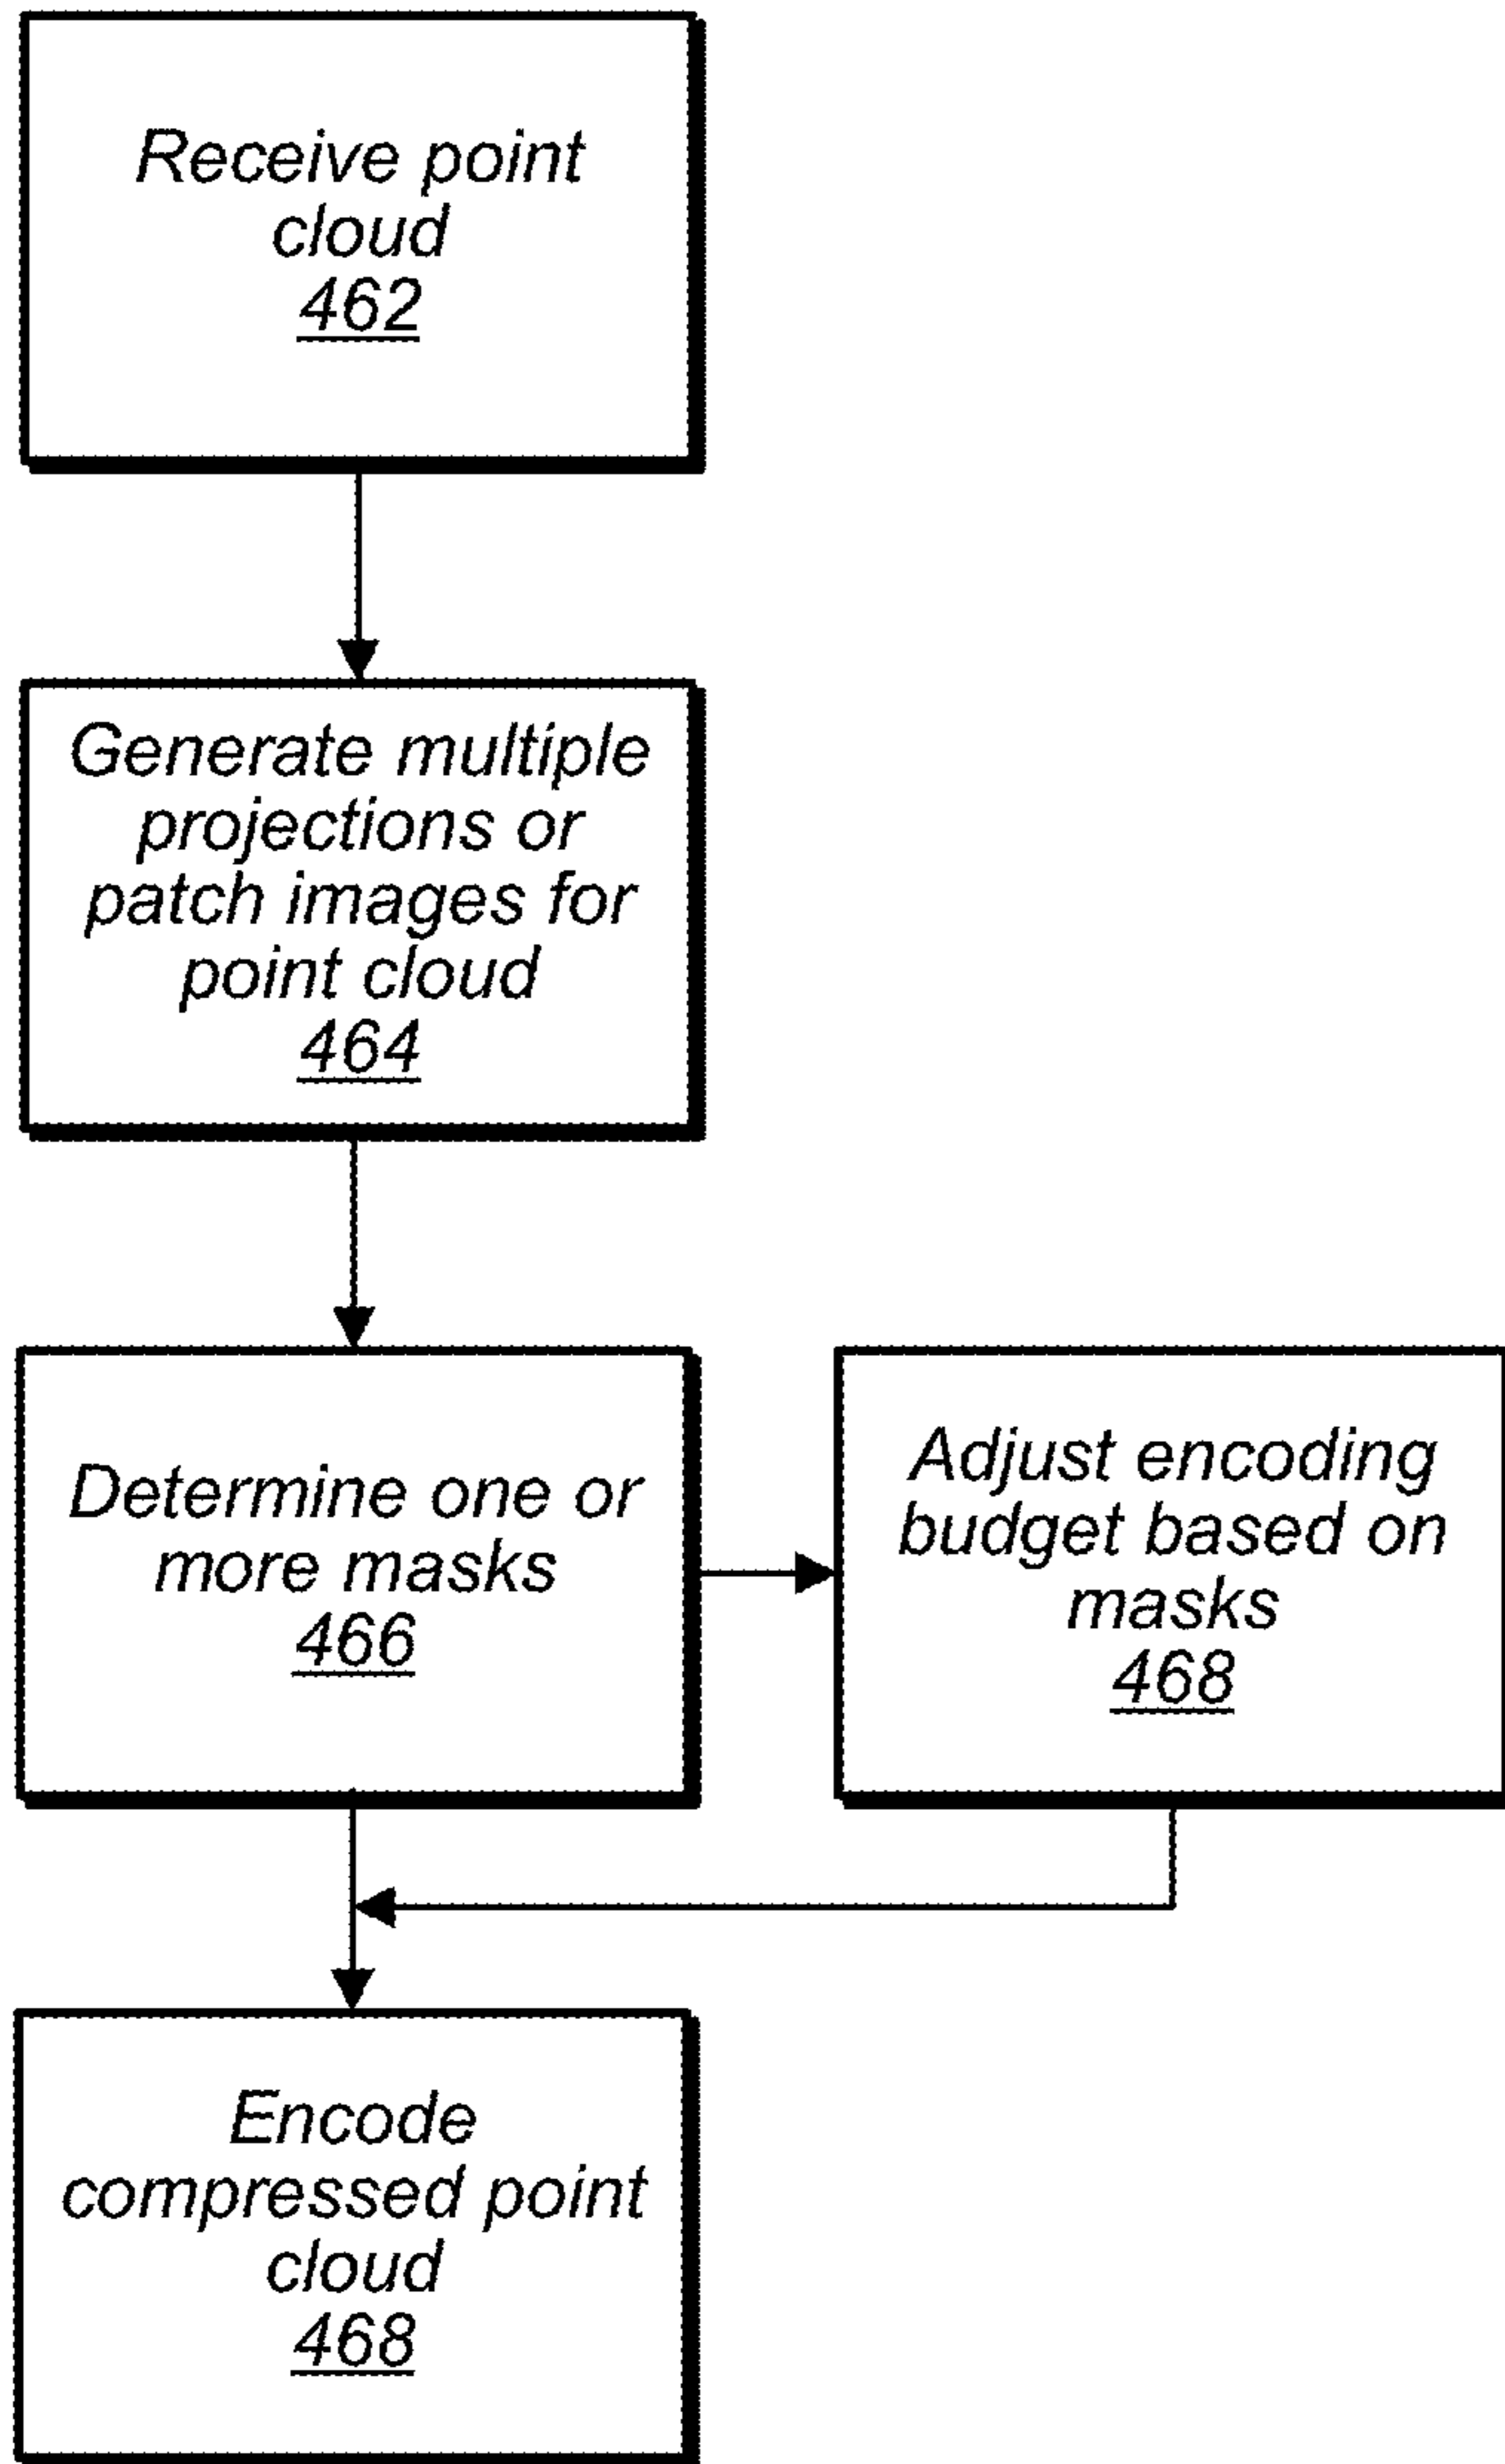 Receive point
cloud
462
Generate multiple
projections or
patch images for
point cloud
464
Determine one or
more masks
466
Adjust encoding
budget based on
masks
468
Encode
compressed point
cloud
468